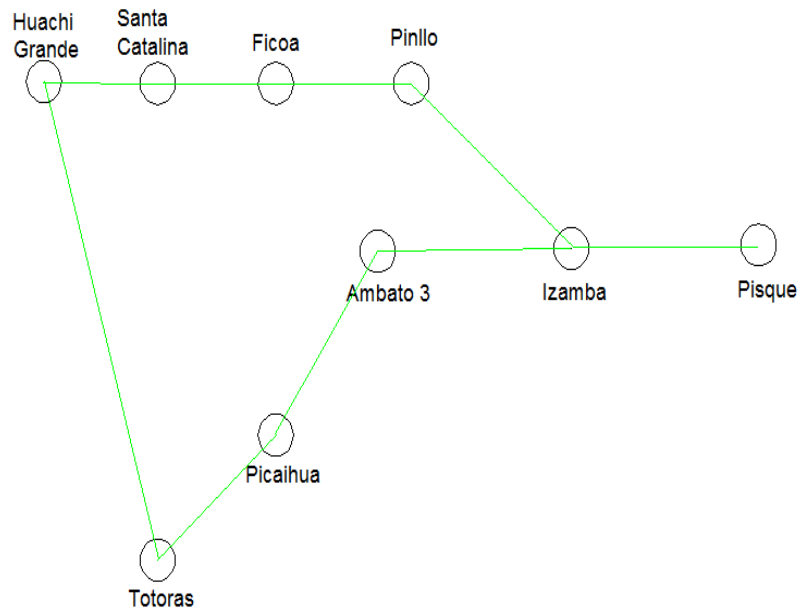 Huachi
Grande
Santa
Catalina
Ficoa
Pinllo
Ambato 3
Izamba
Pisque
Picaihua
Totoras